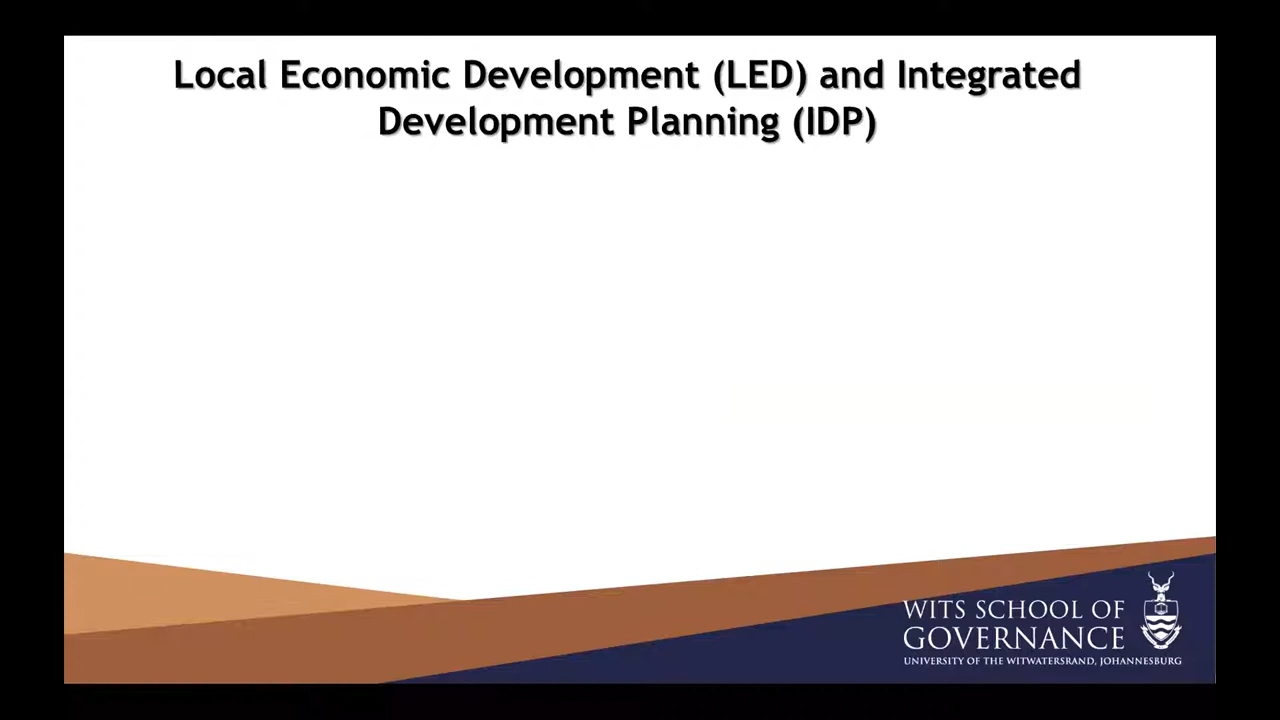 Local Economic Development (LED) and Integrated
Development Planning (IDP)
WITS SCHOOL OF
GOVERNANCE
UNIVERSITY OF THE WITWATERSRAND, JOHANNESBURG